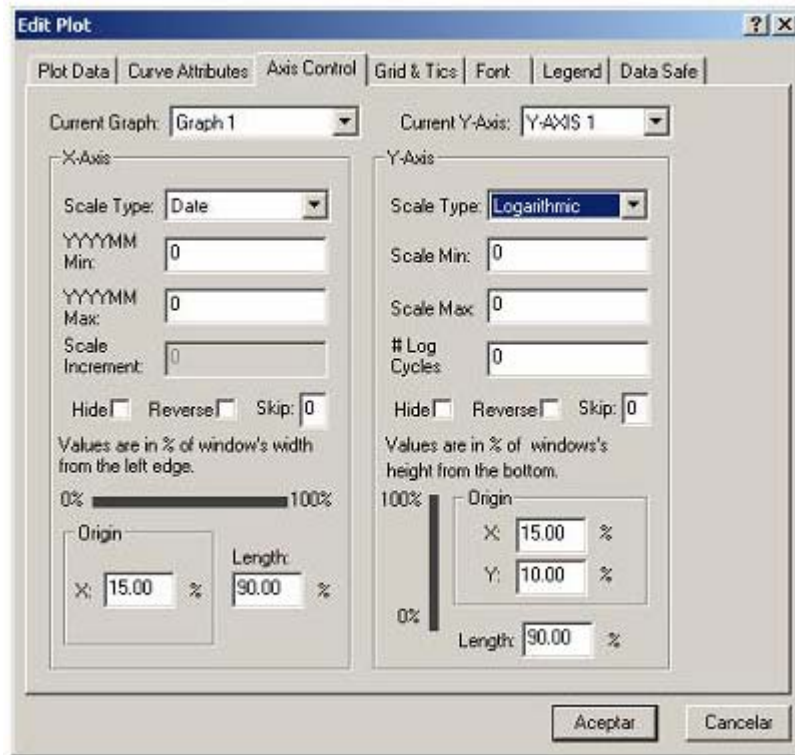 Edit Plot
Plot Data Curve Attributes Axis Control Grid & Tics Font Legend Data Safe
Current Graph: Graph 1 Current Y-Axis: Y-AXIS 1
X-Axis
Scale Type: Date
YYYYMM
Min: 0
YYYYMM
Max: 0
Scale
Increment: 0
Hide Reverse Skip: 0
Values are in % of window's width
from the left edge.
0% 100%
Origin
X: 15.00 %
Length:
90.00 %
Y-Axis
Scale Type: Logarithmic
Scale Min: 0
Scale Max: 0
# Log
Cycles 0
Hide Reverse Skip: 0
Values are in % of windows's
height from the bottom.
100%
0%
Origin
X: 15.00 %
Y: 10.00 %
Length: 90.00 %
Aceptar Cancelar